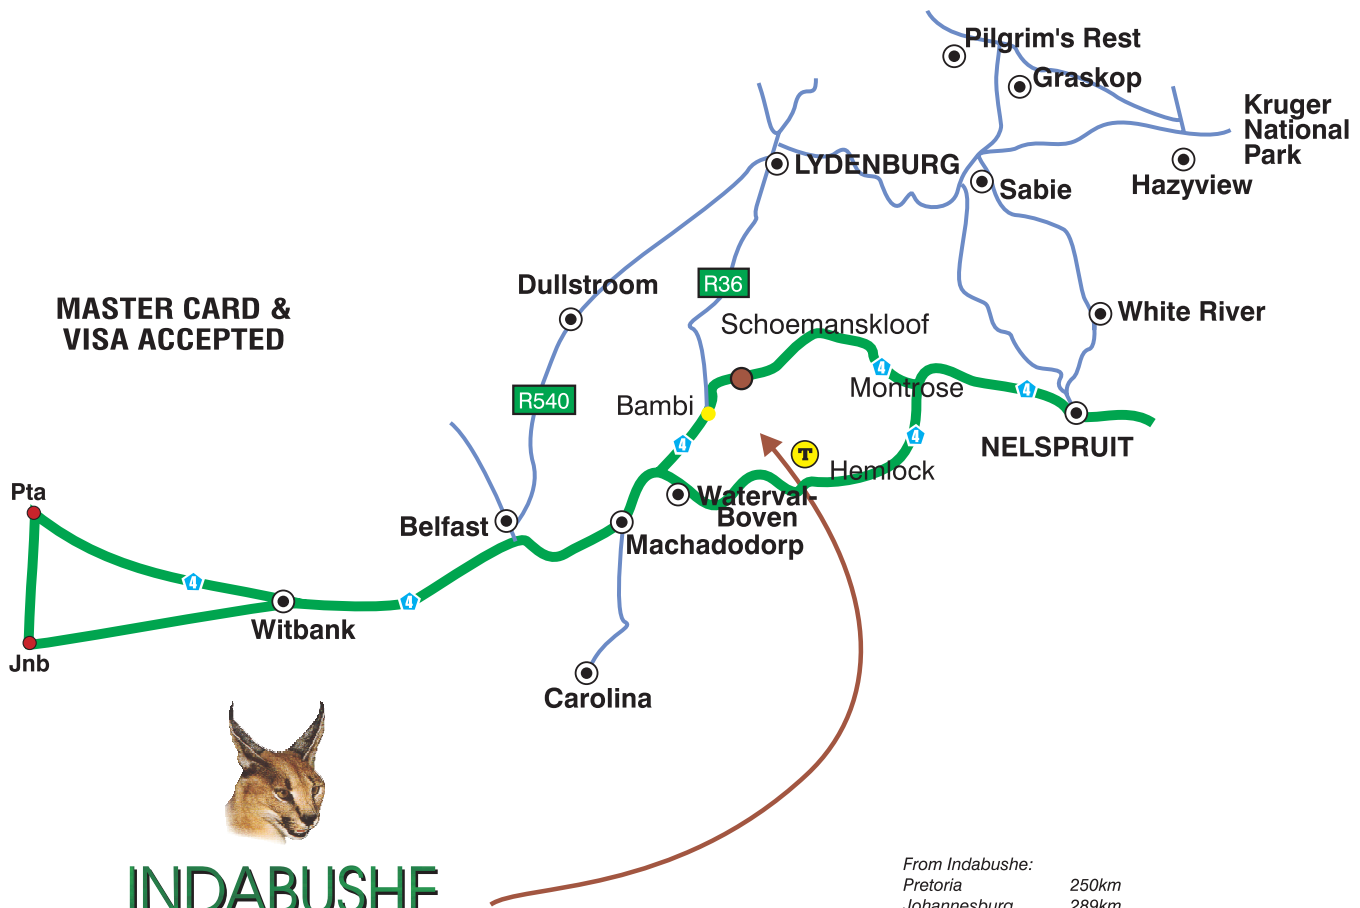 Pilgrim's Rest
Graskop
Kruger
National
Park
LYDENBURG
Sabie
Hazyview
Dullstroom
R36
MASTER CARD &
VISA ACCEPTED
Schoemanskloof
White River
4
Montrose
4
R540
Bambi
4
4
NELSPRUIT
T
Hemlock
Pta
Waterval-
Boven
Belfast
Machadodorp
4
4
Witbank
Jnb
Carolina
INDABUSHE
From Indabushe:
Pretoria 250km
Johannesburg 289km